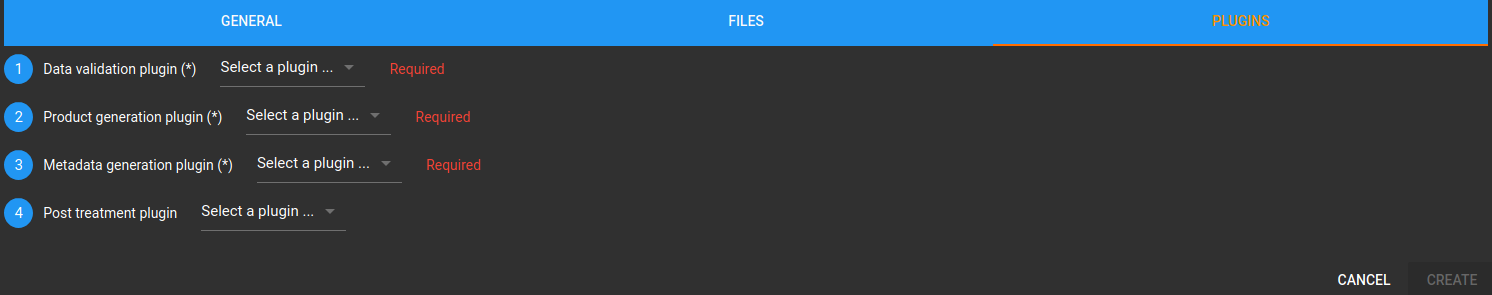 GENERAL FILES PLUGINS
1 Data validation plugin (*) Select a plugin ... Required
2 Product generation plugin (*) Select a plugin ... Required
3 Metadata generation plugin (*) Select a plugin ... Required
4 Post treatment plugin Select a plugin ...
CANCEL CREATE